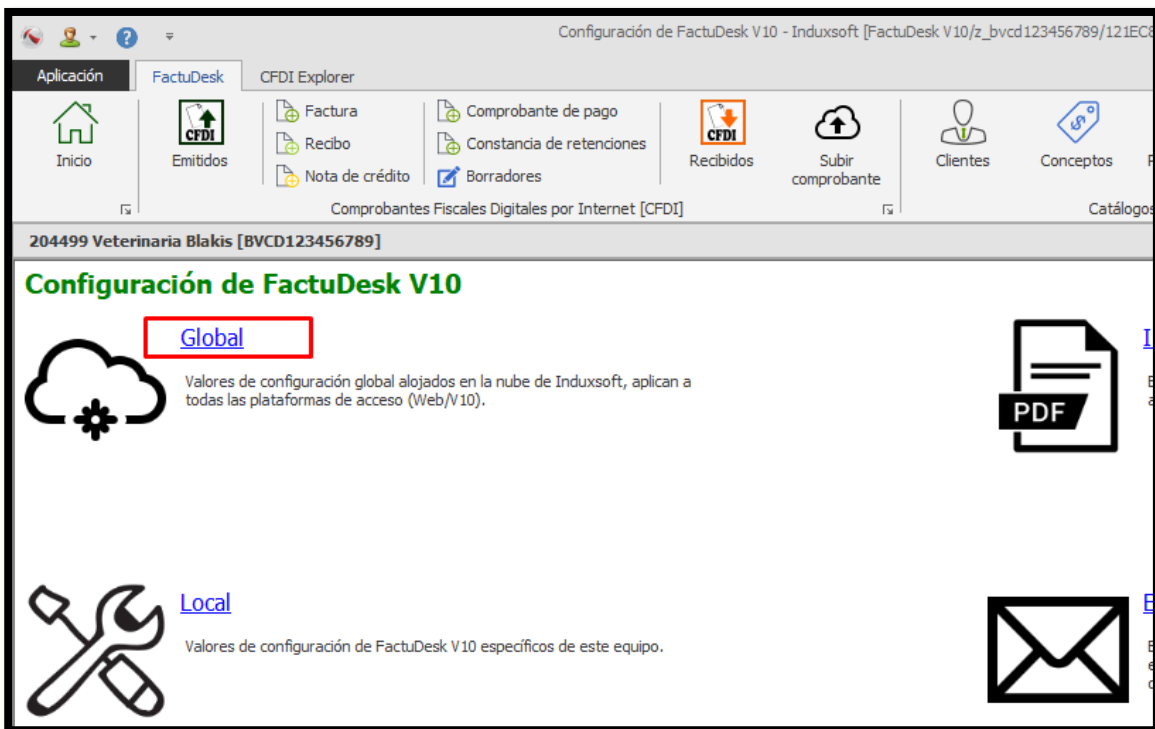 Configuración de FactuDesk V10 - Induxsoft [FactuDesk V10/z_bvcd123456789/121EC8
Aplicación FactuDesk CFDI Explorer
Inicio
CFDI
Emitidos
Factura
Recibo
Nota de crédito
Comprobante de pago
Constancia de retenciones
Borradores
CFDI
Recibidos
Subir
comprobante
Clientes
Conceptos
Comprobantes Fiscales Digitales por Internet [CFDI]
Catálogos
204499 Veterinaria Blakis [BVCD123456789]
Configuración de FactuDesk V10
Global
Valores de configuración global alojados en la nube de Induxsoft, aplican a
todas las plataformas de acceso (Web/V10).
PDF
Local
Valores de configuración de FactuDesk V10 específicos de este equipo.